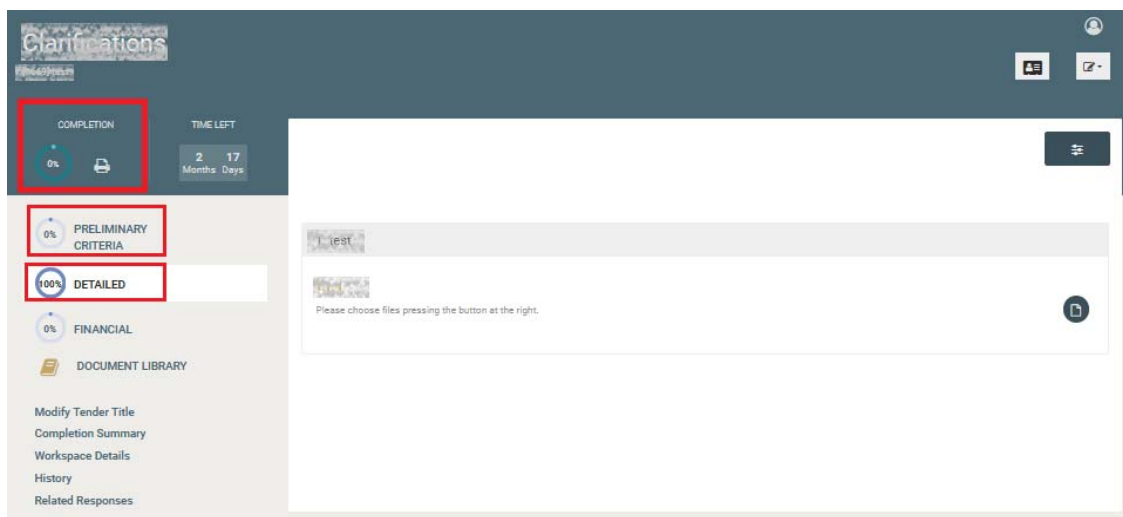 Clarifications
COMPLETION
TIME LEFT
0%
2 17
Months Days
0% PRELIMINARY
CRITERIA
100% DETAILED
0% FINANCIAL
DOCUMENT LIBRARY
Modify Tender Title
Completion Summary
Workspace Details
History
Related Responses
test
Please choose files pressing the button at the right.